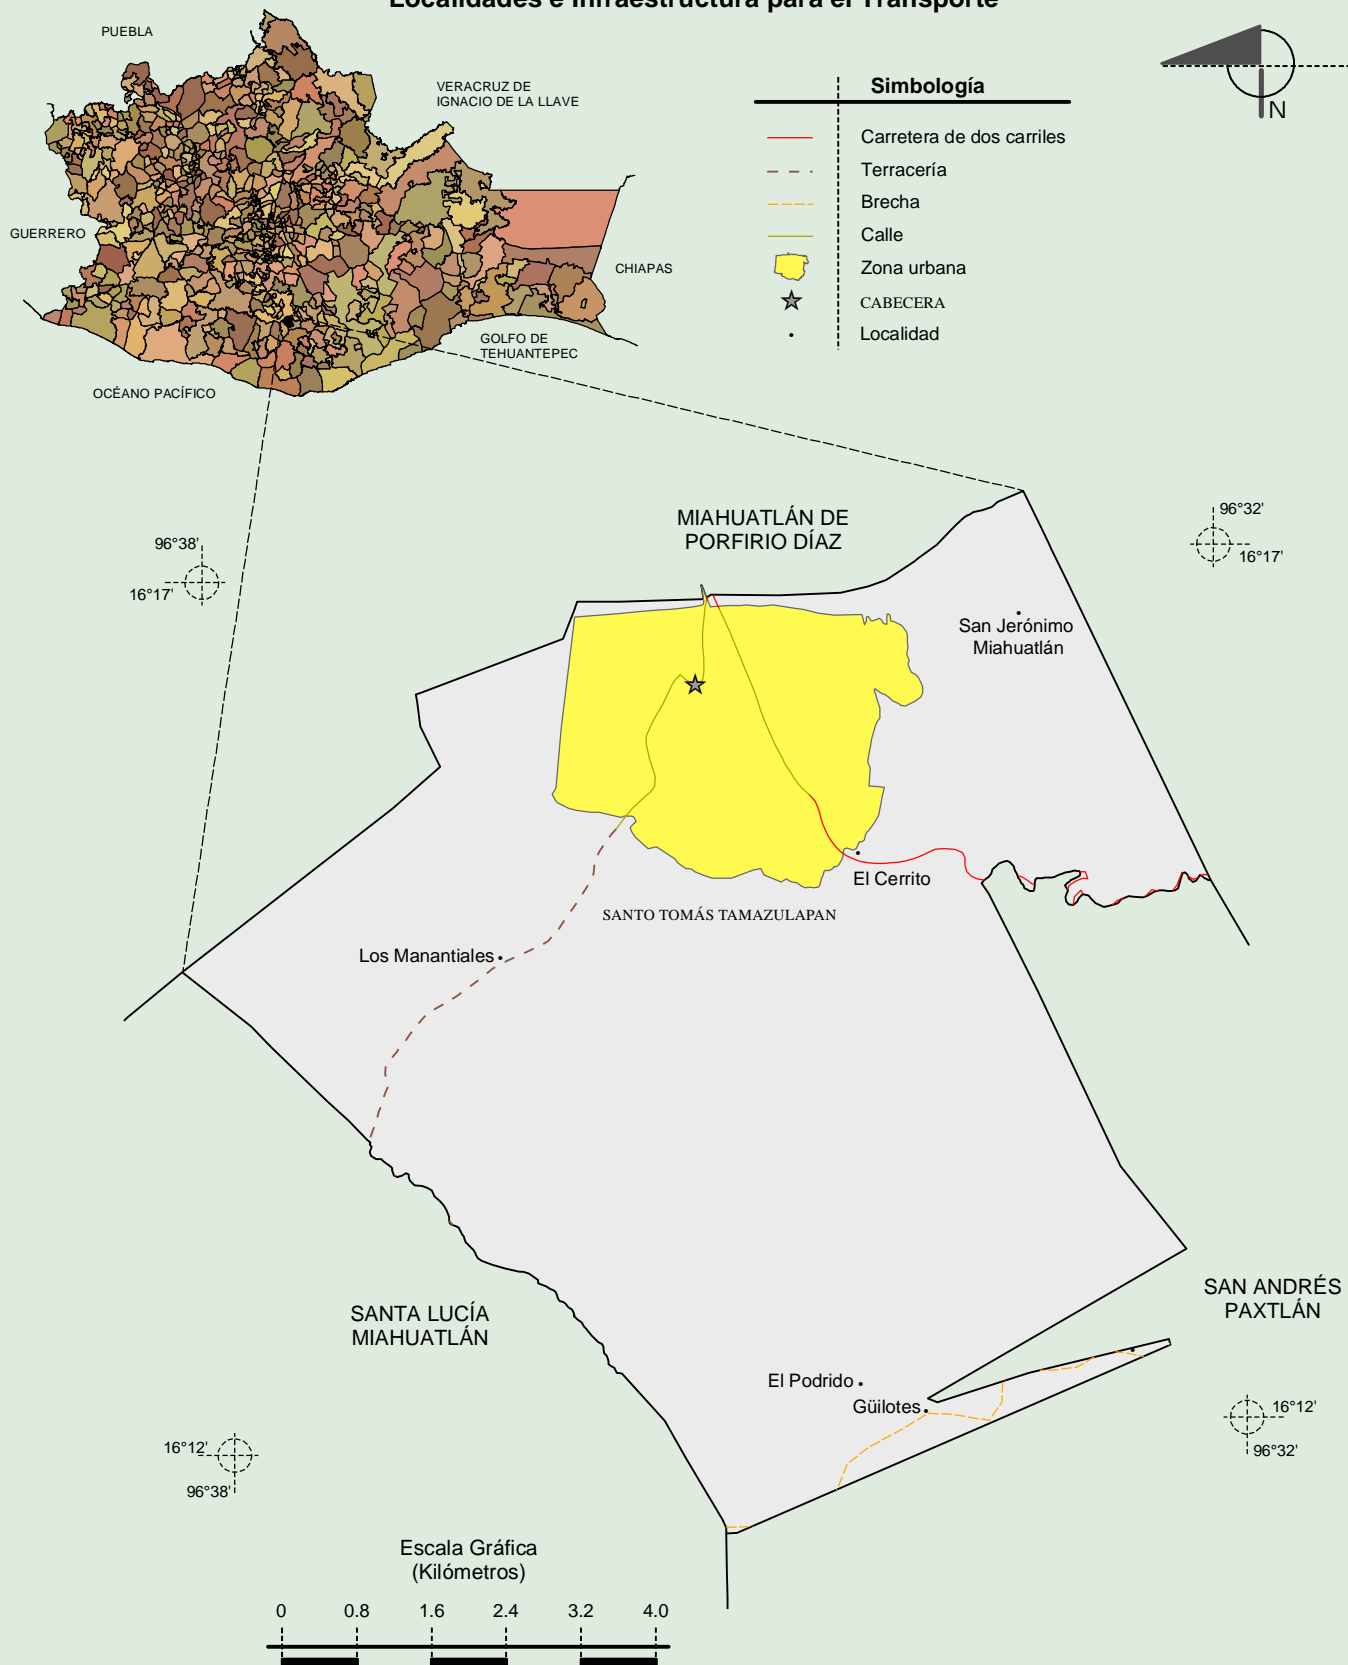 Localidades e Infraestructura para el Transporte
PUEBLA
VERACRUZ DE
IGNACIO DE LA LLAVE
GUERRERO
CHIAPAS
GOLFO DE
TEHUANTEPEC
OCÉANO PACÍFICO
N
Simbología
Carretera de dos carriles
Terracería
Brecha
Calle
Zona urbana
CABECERA
Localidad
96°38'
16°17'
MIAHUATLÁN DE
PORFIRIO DÍAZ
96°32'
16°17'
San Jerónimo
Miahuatlán
El Cerrito
SANTO TOMÁS TAMAZULAPAN
Los Manantiales
SANTA LUCÍA
MIAHUATLÁN
SAN ANDRÉS
PAXTLÁN
El Podrido
Güilotes
16°12'
96°38'
16°12'
96°32'
Escala Gráfica
(Kilómetros)
0 0.8 1.6 2.4 3.2 4.0